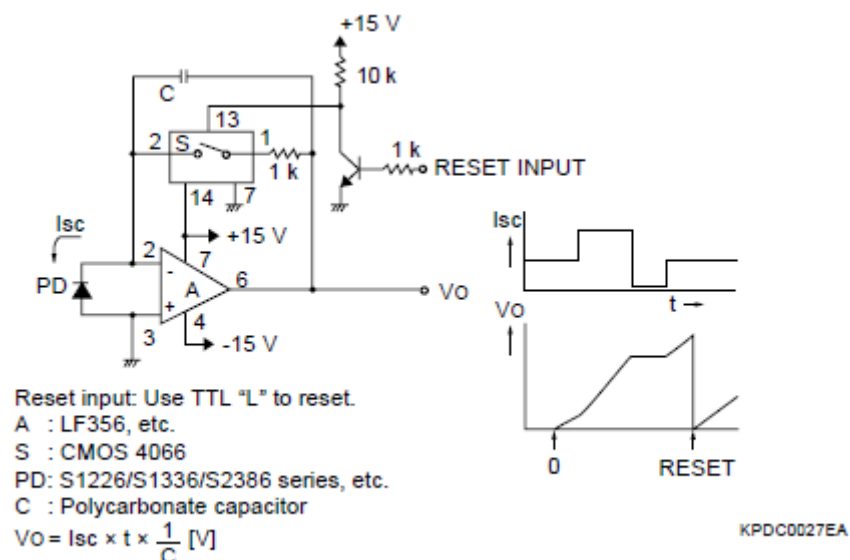 +15 V
10 k
C
13
2 S 1
1 k
1 k
RESET INPUT
14 7
Isc
+15 V
2 7
PD - A 6
+
3 4
-15 V
Vo
Isc
t
Vo
0 RESET
Reset input: Use TTL “L” to reset.
A : LF356, etc.
S : CMOS 4066
PD: S1226/S1336/S2386 series, etc.
C : Polycarbonate capacitor
Vo = Isc × t × 1/C [V]
KPDC0027EA